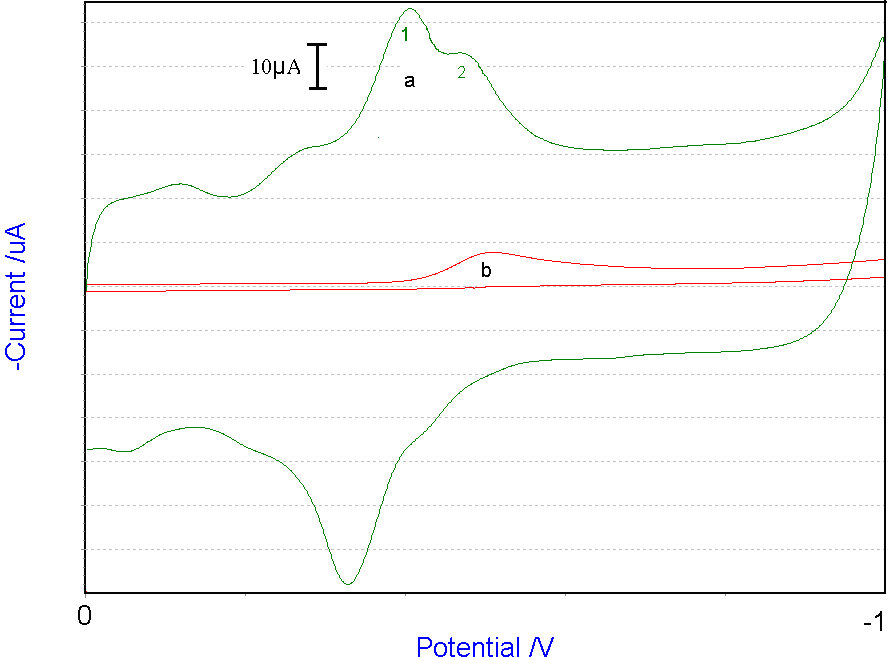 1
10µA
2
a
-Current /uA
b
0
-1
Potential /V